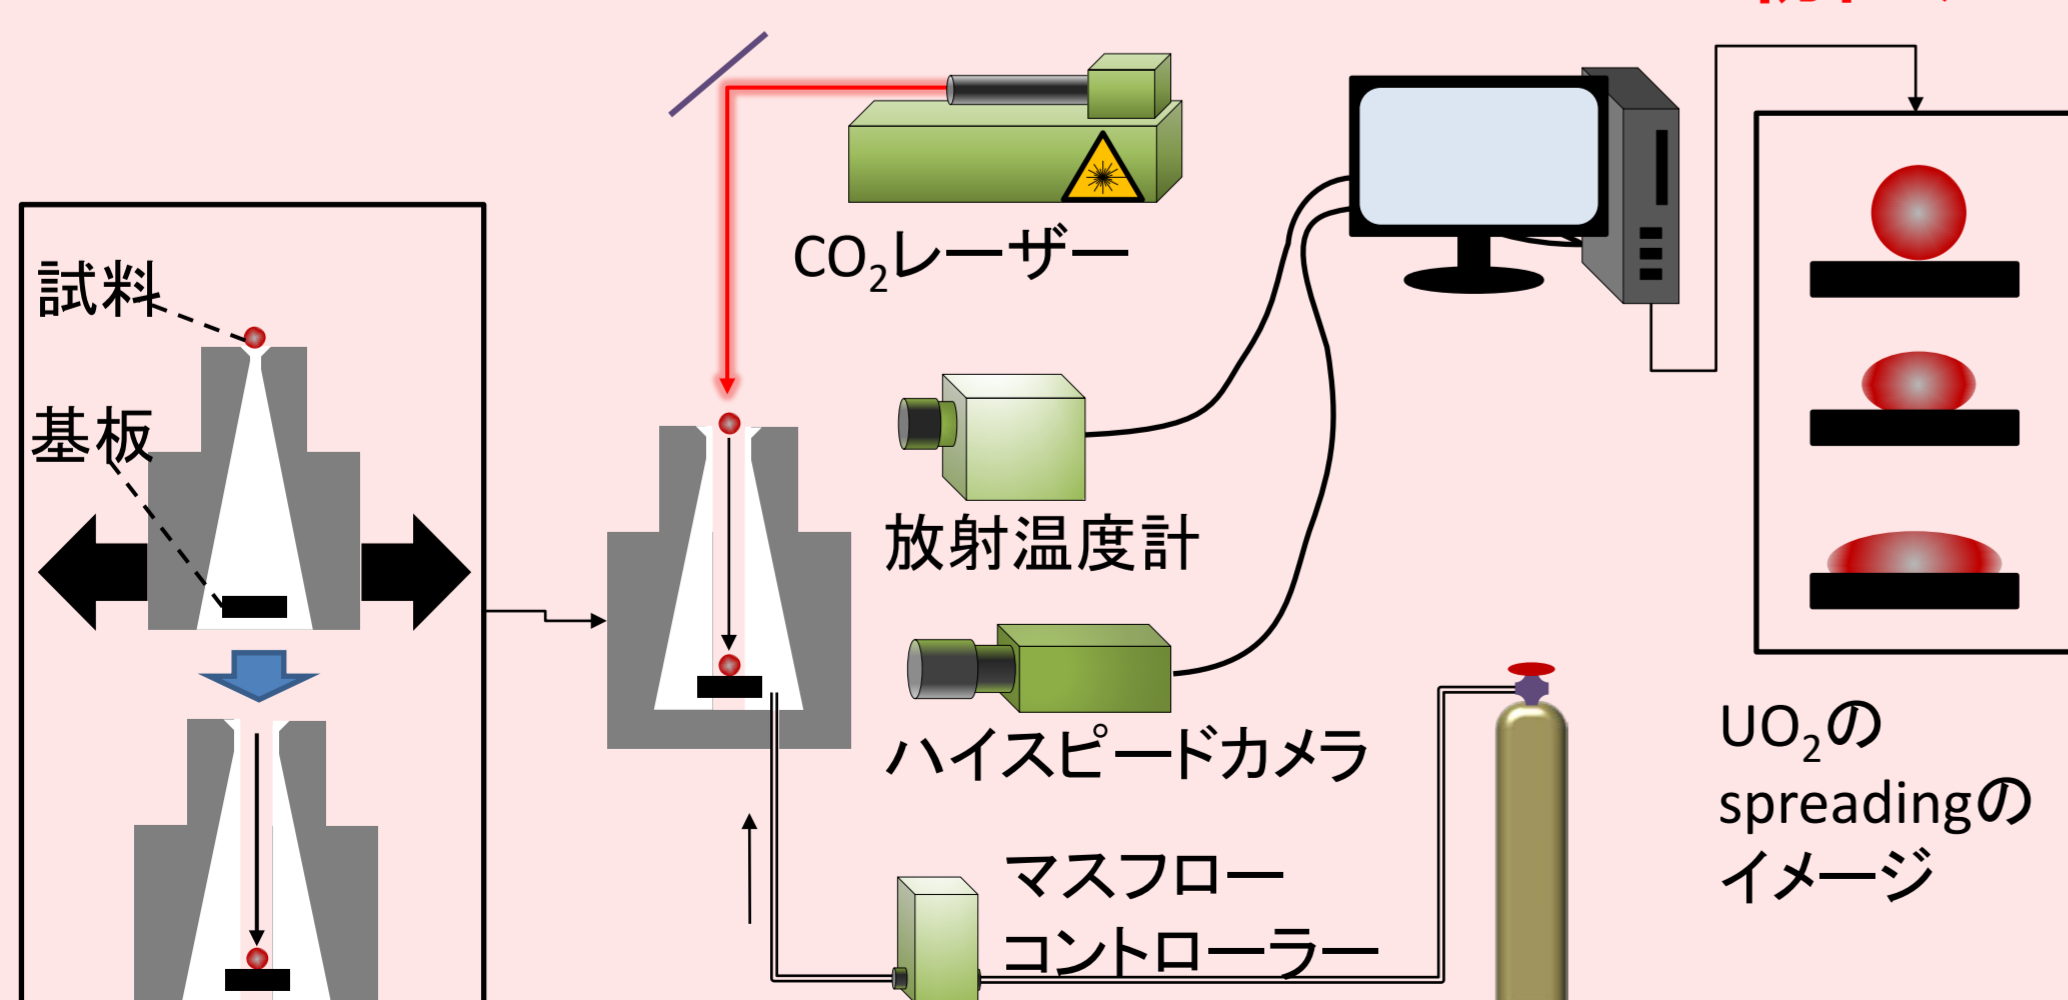 CO₂レーザー
試料
基板
放射温度計
ハイスピードカメラ
マスフロー
コントローラー
UO₂の
spreadingの
イメージ